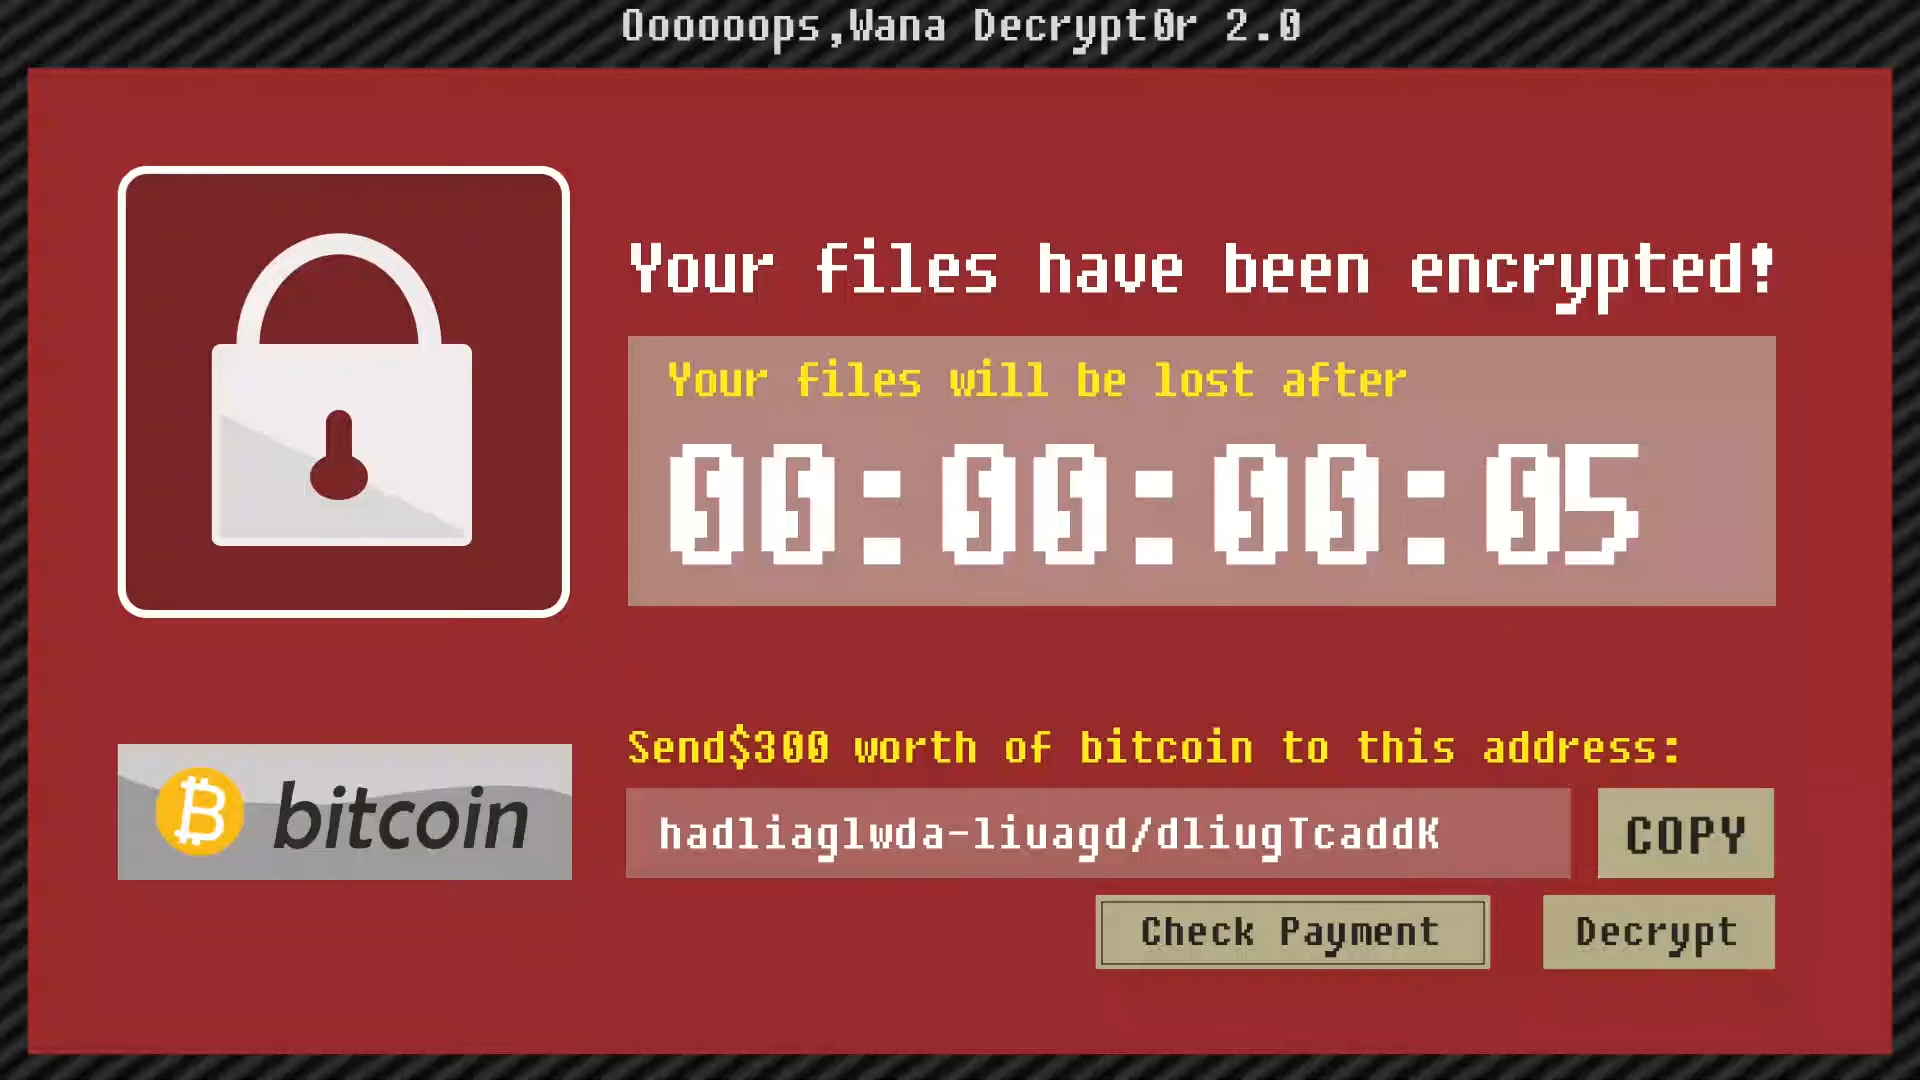 Oooooops,Wana Decrypt0r 2.0
Your files have been encrypted!
Your files will be lost after
00:00:00:05
Send$300 worth of bitcoin to this address:
bitcoin
hadliaglwda-liuagd/dliugTcaddK
COPY
Check Payment
Decrypt